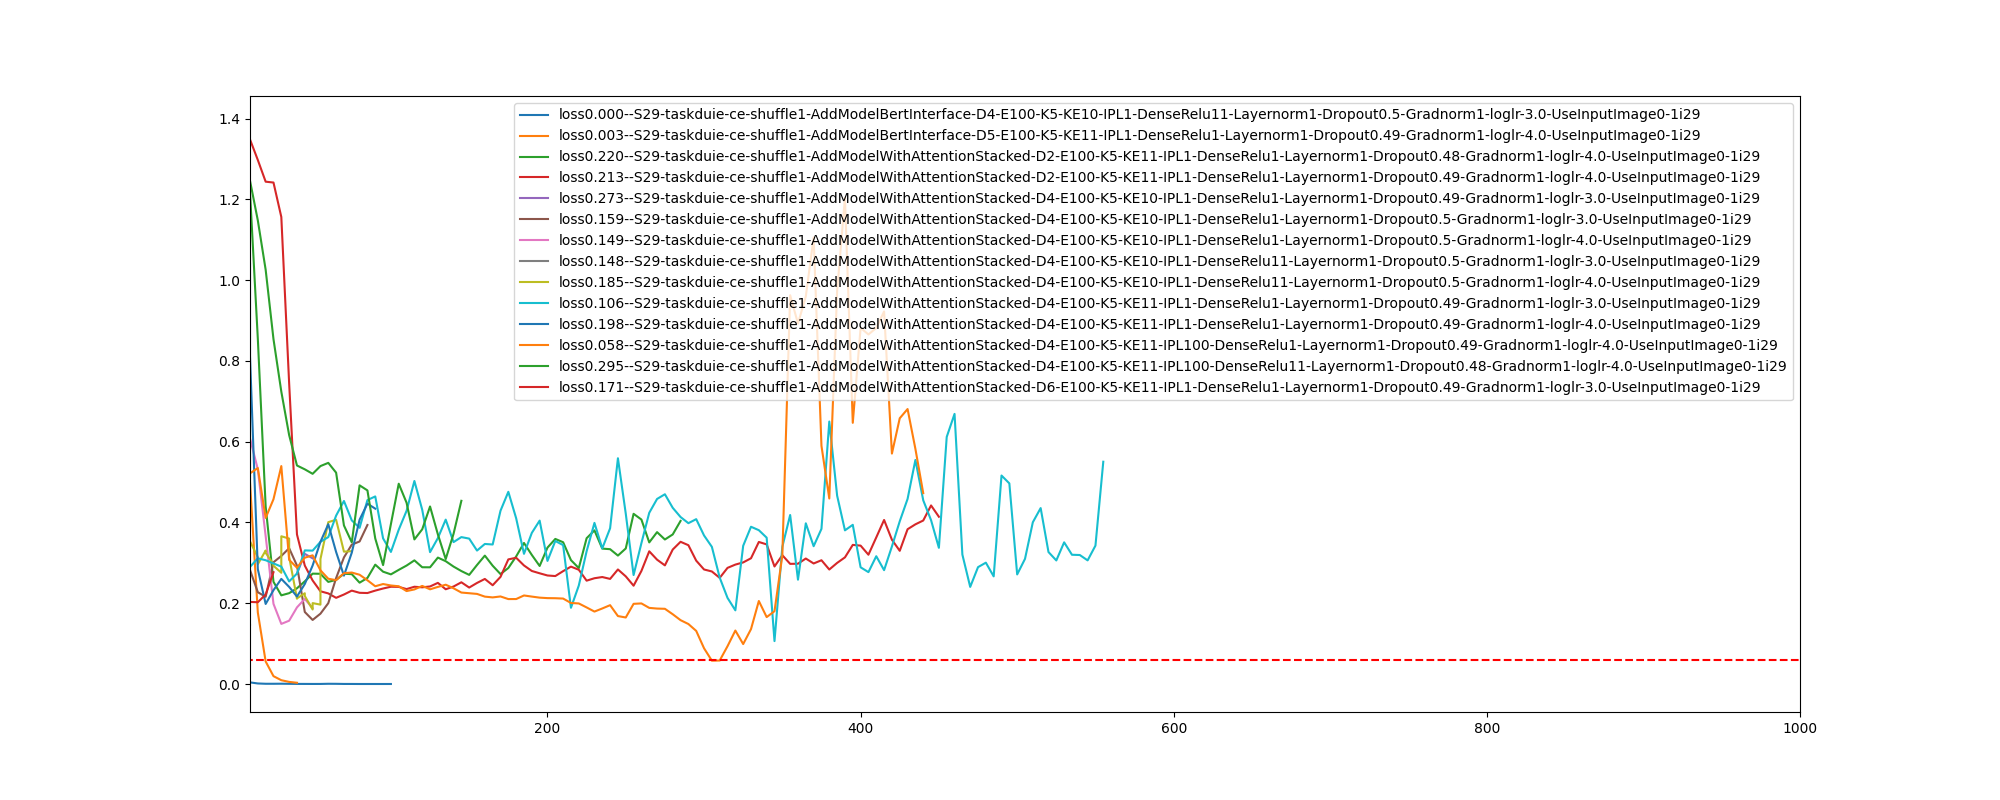 1.4
1.2
1.0
0.8
0.6
0.4
0.2
0.0
loss0.000--S29-taskduie-ce-shuffle1-AddModelBertInterface-D4-E100-K5-KE10-IPL1-DenseRelu11-Layernorm1-Dropout0.5-Gradnorm1-loglr-3.0-UseInputImage0-1i29
loss0.003--S29-taskduie-ce-shuffle1-AddModelBertInterface-D5-E100-K5-KE11-IPL1-DenseRelu1-Layernorm1-Dropout0.49-Gradnorm1-loglr-4.0-UseInputImage0-1i29
loss0.220--S29-taskduie-ce-shuffle1-AddModelWithAttentionStacked-D2-E100-K5-KE11-IPL1-DenseRelu1-Layernorm1-Dropout0.48-Gradnorm1-loglr-4.0-UseInputImage0-1i29
loss0.213--S29-taskduie-ce-shuffle1-AddModelWithAttentionStacked-D2-E100-K5-KE11-IPL1-DenseRelu1-Layernorm1-Dropout0.49-Gradnorm1-loglr-4.0-UseInputImage0-1i29
loss0.273--S29-taskduie-ce-shuffle1-AddModelWithAttentionStacked-D4-E100-K5-KE10-IPL1-DenseRelu1-Layernorm1-Dropout0.49-Gradnorm1-loglr-3.0-UseInputImage0-1i29
loss0.159--S29-taskduie-ce-shuffle1-AddModelWithAttentionStacked-D4-E100-K5-KE10-IPL1-DenseRelu1-Layernorm1-Dropout0.5-Gradnorm1-loglr-3.0-UseInputImage0-1i29
loss0.149--S29-taskduie-ce-shuffle1-AddModelWithAttentionStacked-D4-E100-K5-KE10-IPL1-DenseRelu1-Layernorm1-Dropout0.5-Gradnorm1-loglr-4.0-UseInputImage0-1i29
loss0.148--S29-taskduie-ce-shuffle1-AddModelWithAttentionStacked-D4-E100-K5-KE10-IPL1-DenseRelu11-Layernorm1-Dropout0.5-Gradnorm1-loglr-3.0-UseInputImage0-1i29
loss0.185--S29-taskduie-ce-shuffle1-AddModelWithAttentionStacked-D4-E100-K5-KE10-IPL1-DenseRelu11-Layernorm1-Dropout0.5-Gradnorm1-loglr-4.0-UseInputImage0-1i29
loss0.106--S29-taskduie-ce-shuffle1-AddModelWithAttentionStacked-D4-E100-K5-KE11-IPL1-DenseRelu1-Layernorm1-Dropout0.49-Gradnorm1-loglr-3.0-UseInputImage0-1i29
loss0.198--S29-taskduie-ce-shuffle1-AddModelWithAttentionStacked-D4-E100-K5-KE11-IPL1-DenseRelu1-Layernorm1-Dropout0.49-Gradnorm1-loglr-4.0-UseInputImage0-1i29
loss0.058--S29-taskduie-ce-shuffle1-AddModelWithAttentionStacked-D4-E100-K5-KE11-IPL100-DenseRelu1-Layernorm1-Dropout0.49-Gradnorm1-loglr-4.0-UseInputImage0-1i29
loss0.295--S29-taskduie-ce-shuffle1-AddModelWithAttentionStacked-D4-E100-K5-KE11-IPL100-DenseRelu11-Layernorm1-Dropout0.48-Gradnorm1-loglr-4.0-UseInputImage0-1i29
loss0.171--S29-taskduie-ce-shuffle1-AddModelWithAttentionStacked-D6-E100-K5-KE11-IPL1-DenseRelu1-Layernorm1-Dropout0.49-Gradnorm1-loglr-3.0-UseInputImage0-1i29
200 400 600 800 1000